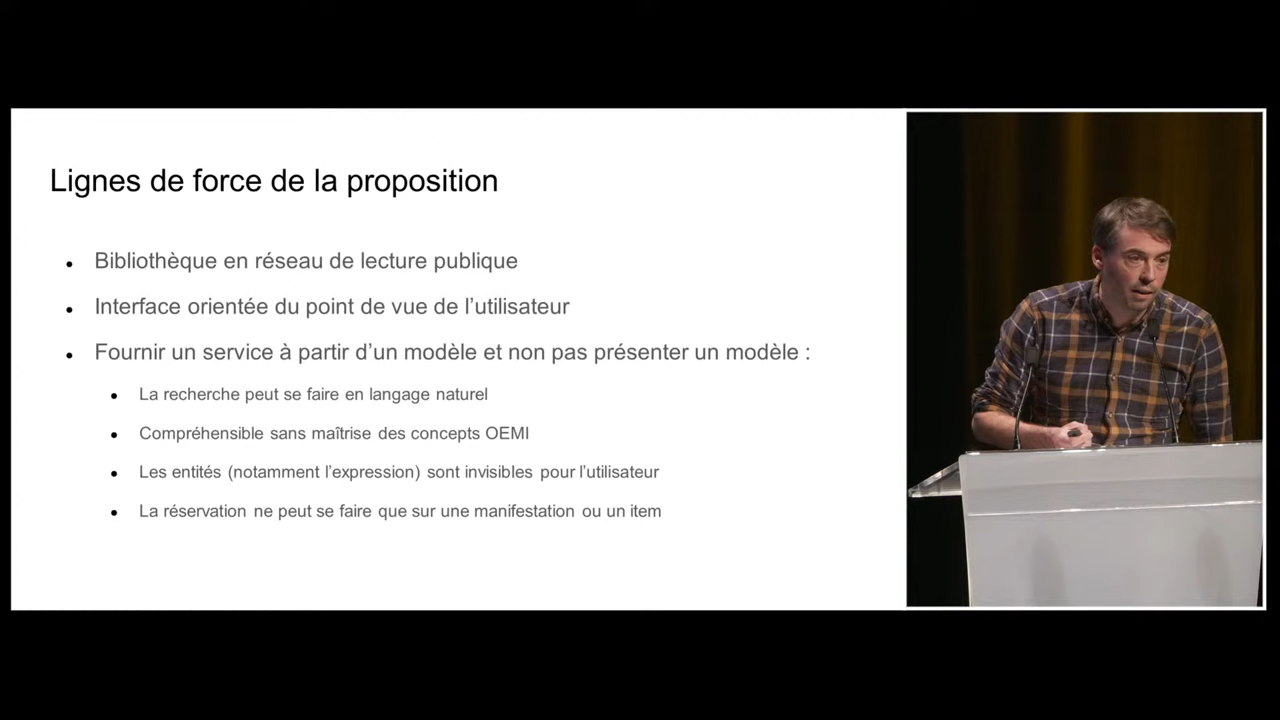 Lignes de force de la proposition
Bibliothèque en réseau de lecture publique
Interface orientée du point de vue de l’utilisateur
Fournir un service à partir d’un modèle et non pas présenter un modèle :
La recherche peut se faire en langage naturel
Compréhensible sans maîtrise des concepts OEMI
Les entités (notamment l’expression) sont invisibles pour l’utilisateur
La réservation ne peut se faire que sur une manifestation ou un item